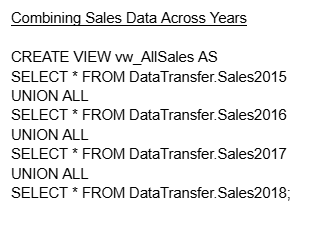 Combining Sales Data Across Years
CREATE VIEW vw_AllSales AS
SELECT * FROM DataTransfer.Sales2015
UNION ALL
SELECT * FROM DataTransfer.Sales2016
UNION ALL
SELECT * FROM DataTransfer.Sales2017
UNION ALL
SELECT * FROM DataTransfer.Sales2018;